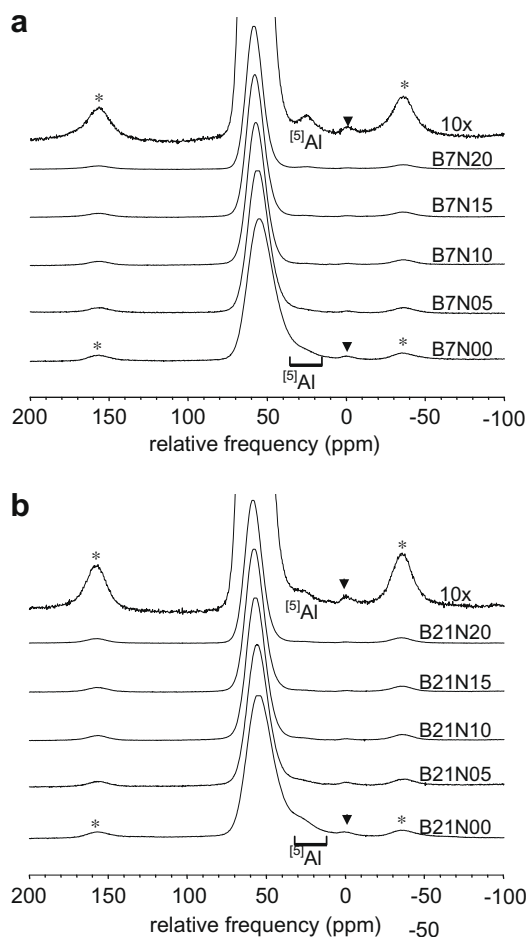 a
* * 
[5]Al 10x
B7N20
B7N15
B7N10
B7N05
B7N00
* *
[5]Al
200 150 100 50 0 -50 -100
relative frequency (ppm)
b
* *
[5]Al 10x
B21N20
B21N15
B21N10
B21N05
B21N00
* *
[5]Al
200 150 100 50 0 -100
relative frequency (ppm) -50